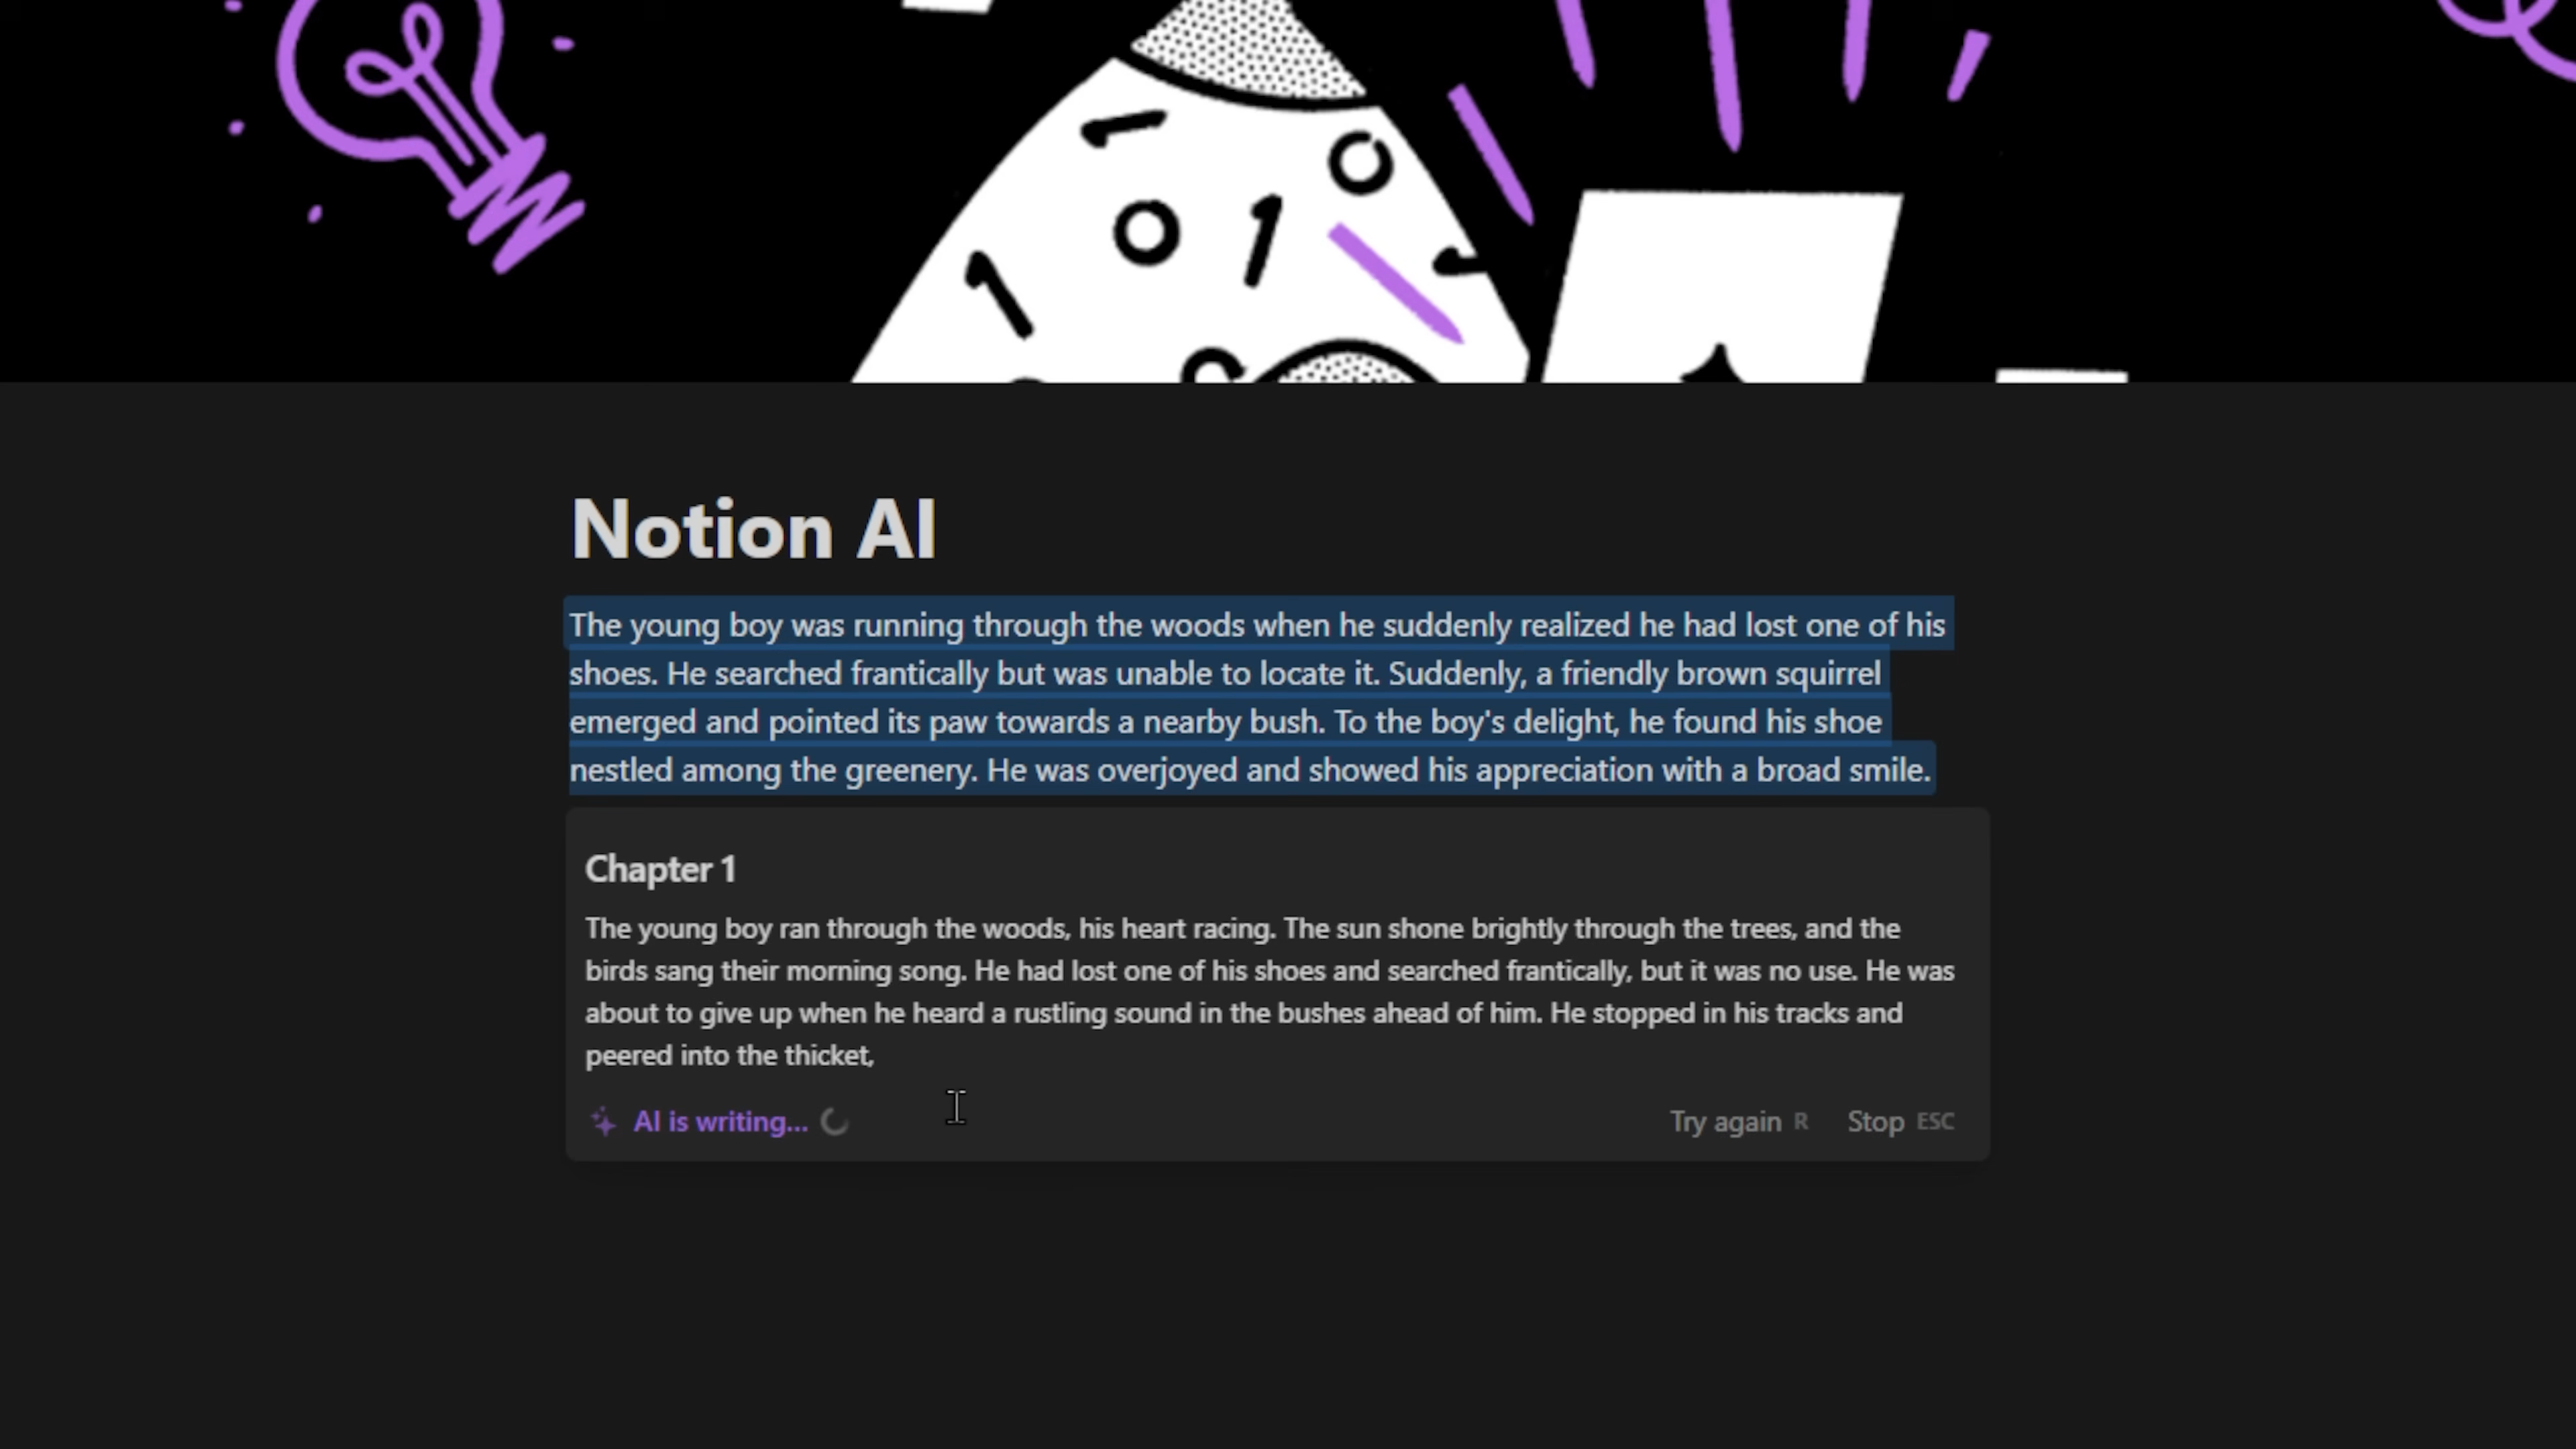 1 0
0 1
1
Notion AI
The young boy was running through the woods when he suddenly realized he had lost one of his
shoes. He searched frantically but was unable to locate it. Suddenly, a friendly brown squirrel
emerged and pointed its paw towards a nearby bush. To the boy's delight, he found his shoe
nestled among the greenery. He was overjoyed and showed his appreciation with a broad smile.
Chapter 1
The young boy ran through the woods, his heart racing. The sun shone brightly through the trees, and the
birds sang their morning song. He had lost one of his shoes and searched frantically, but it was no use. He was
about to give up when he heard a rustling sound in the bushes ahead of him. He stopped in his tracks and
peered into the thicket,
AI is writing... Try again R Stop ESC